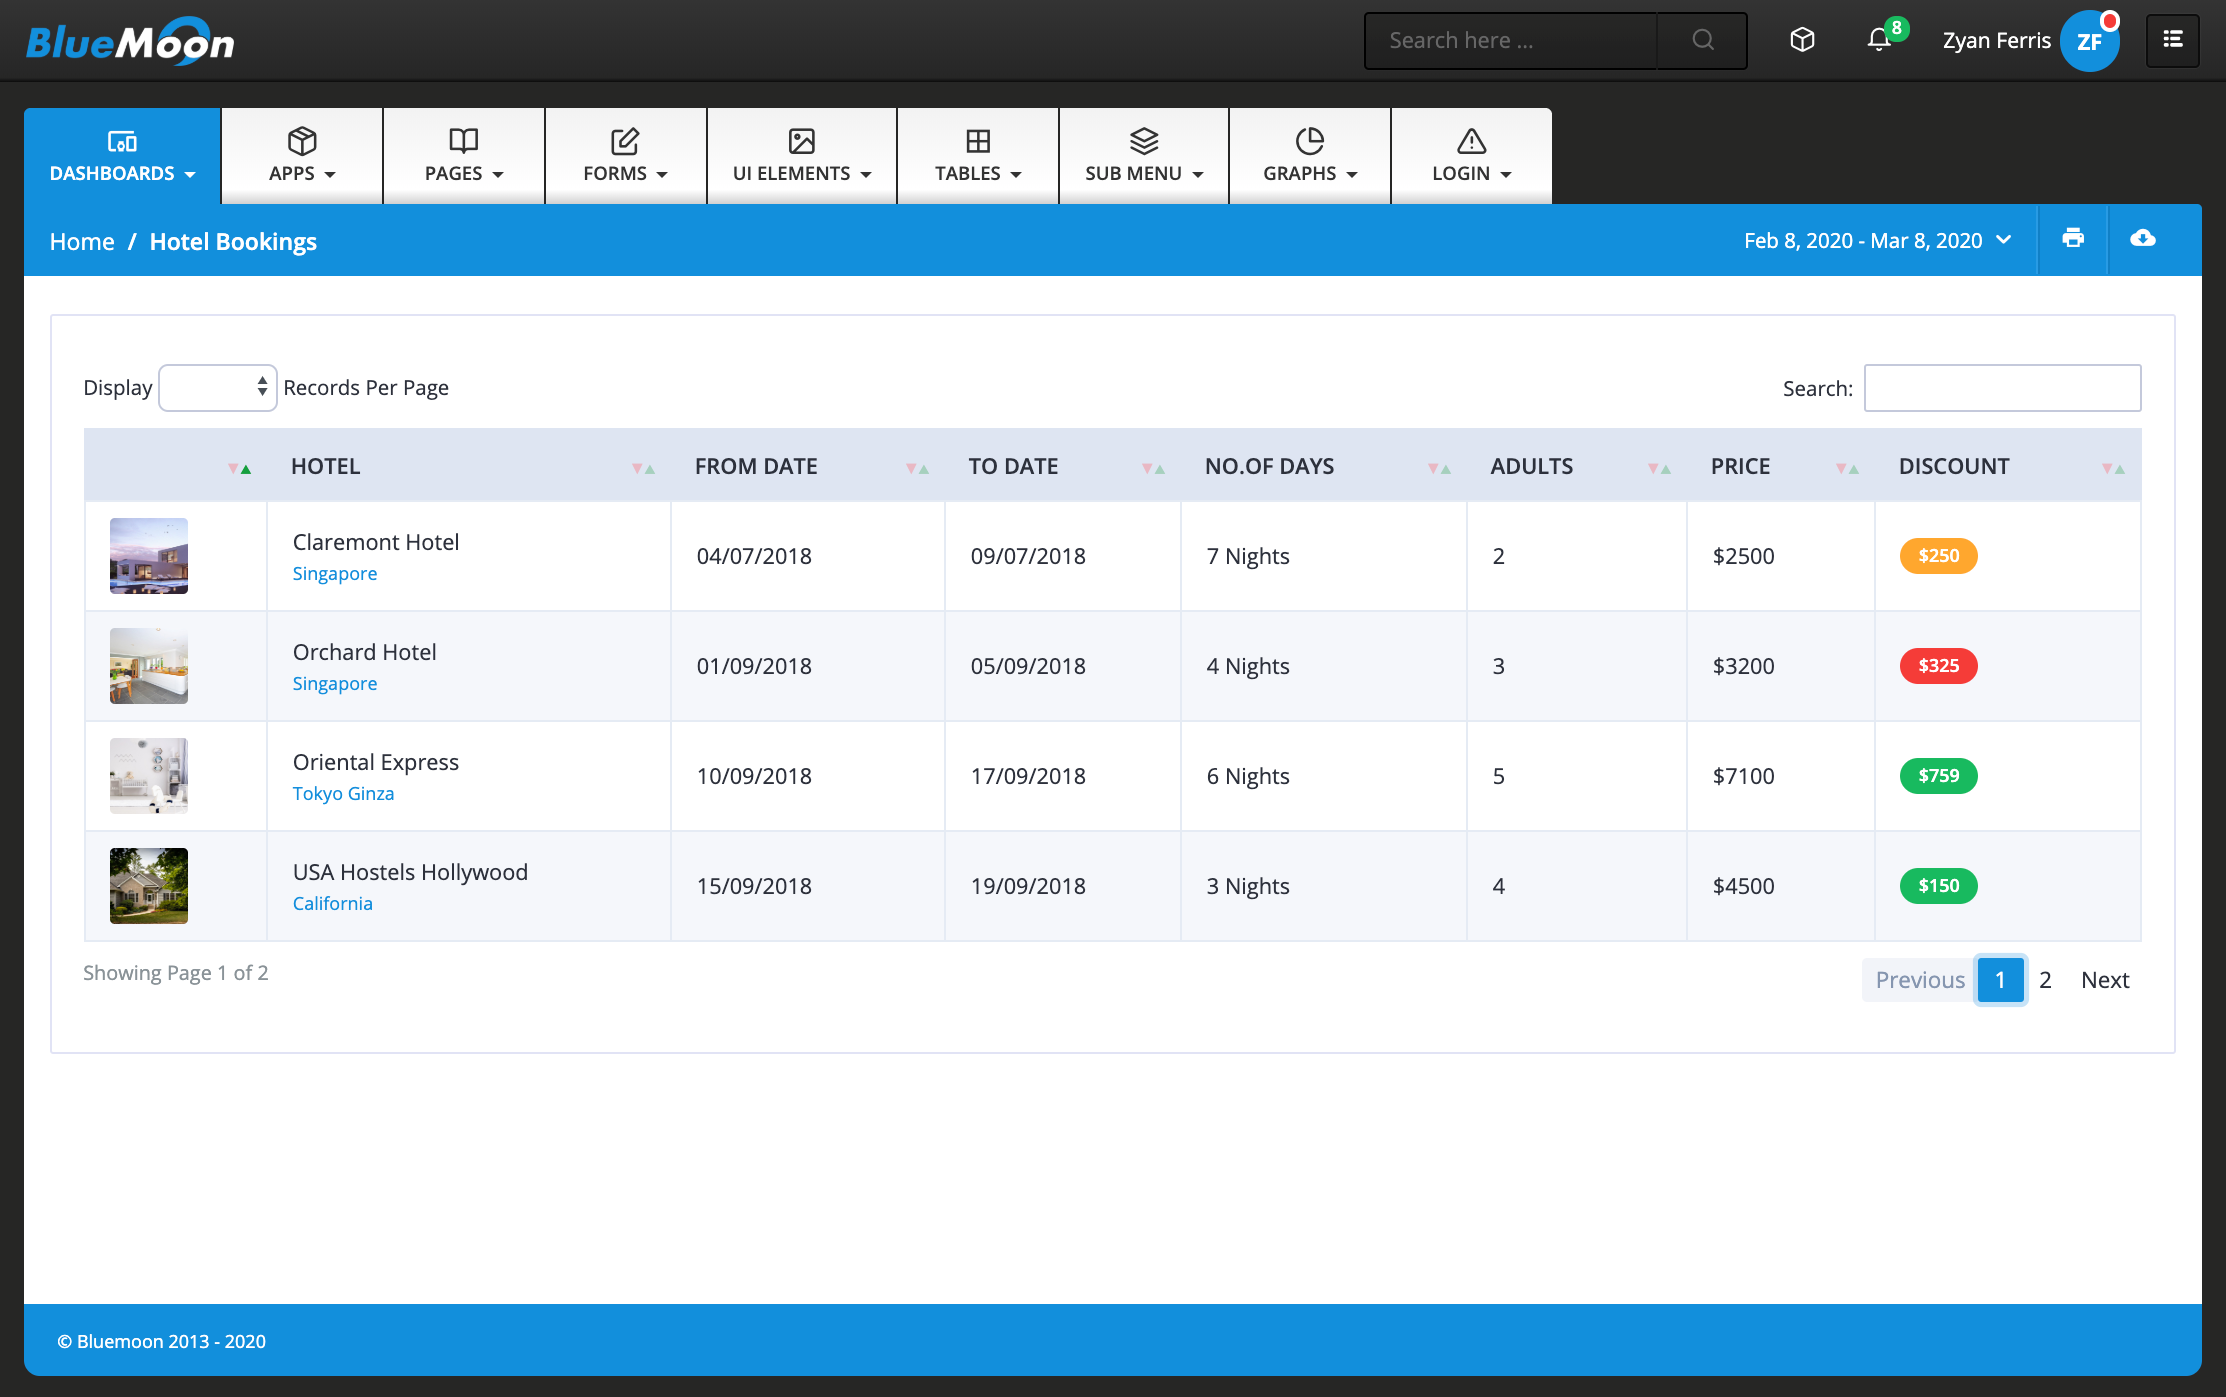 BlueMoon
Search here ...
8
Zyan Ferris
ZF
DASHBOARDS
APPS
PAGES
FORMS
UI ELEMENTS
TABLES
SUB MENU
GRAPHS
LOGIN
Home / Hotel Bookings
Feb 8, 2020 - Mar 8, 2020
Display Records Per Page
Search:
HOTEL FROM DATE TO DATE NO.OF DAYS ADULTS PRICE DISCOUNT
Claremont Hotel
Singapore
04/07/2018 09/07/2018 7 Nights 2 $2500 $250
Orchard Hotel
Singapore
01/09/2018 05/09/2018 4 Nights 3 $3200 $325
Oriental Express
Tokyo Ginza
10/09/2018 17/09/2018 6 Nights 5 $7100 $759
USA Hostels Hollywood
California
15/09/2018 19/09/2018 3 Nights 4 $4500 $150
Showing Page 1 of 2
Previous 1 2 Next
© Bluemoon 2013 - 2020